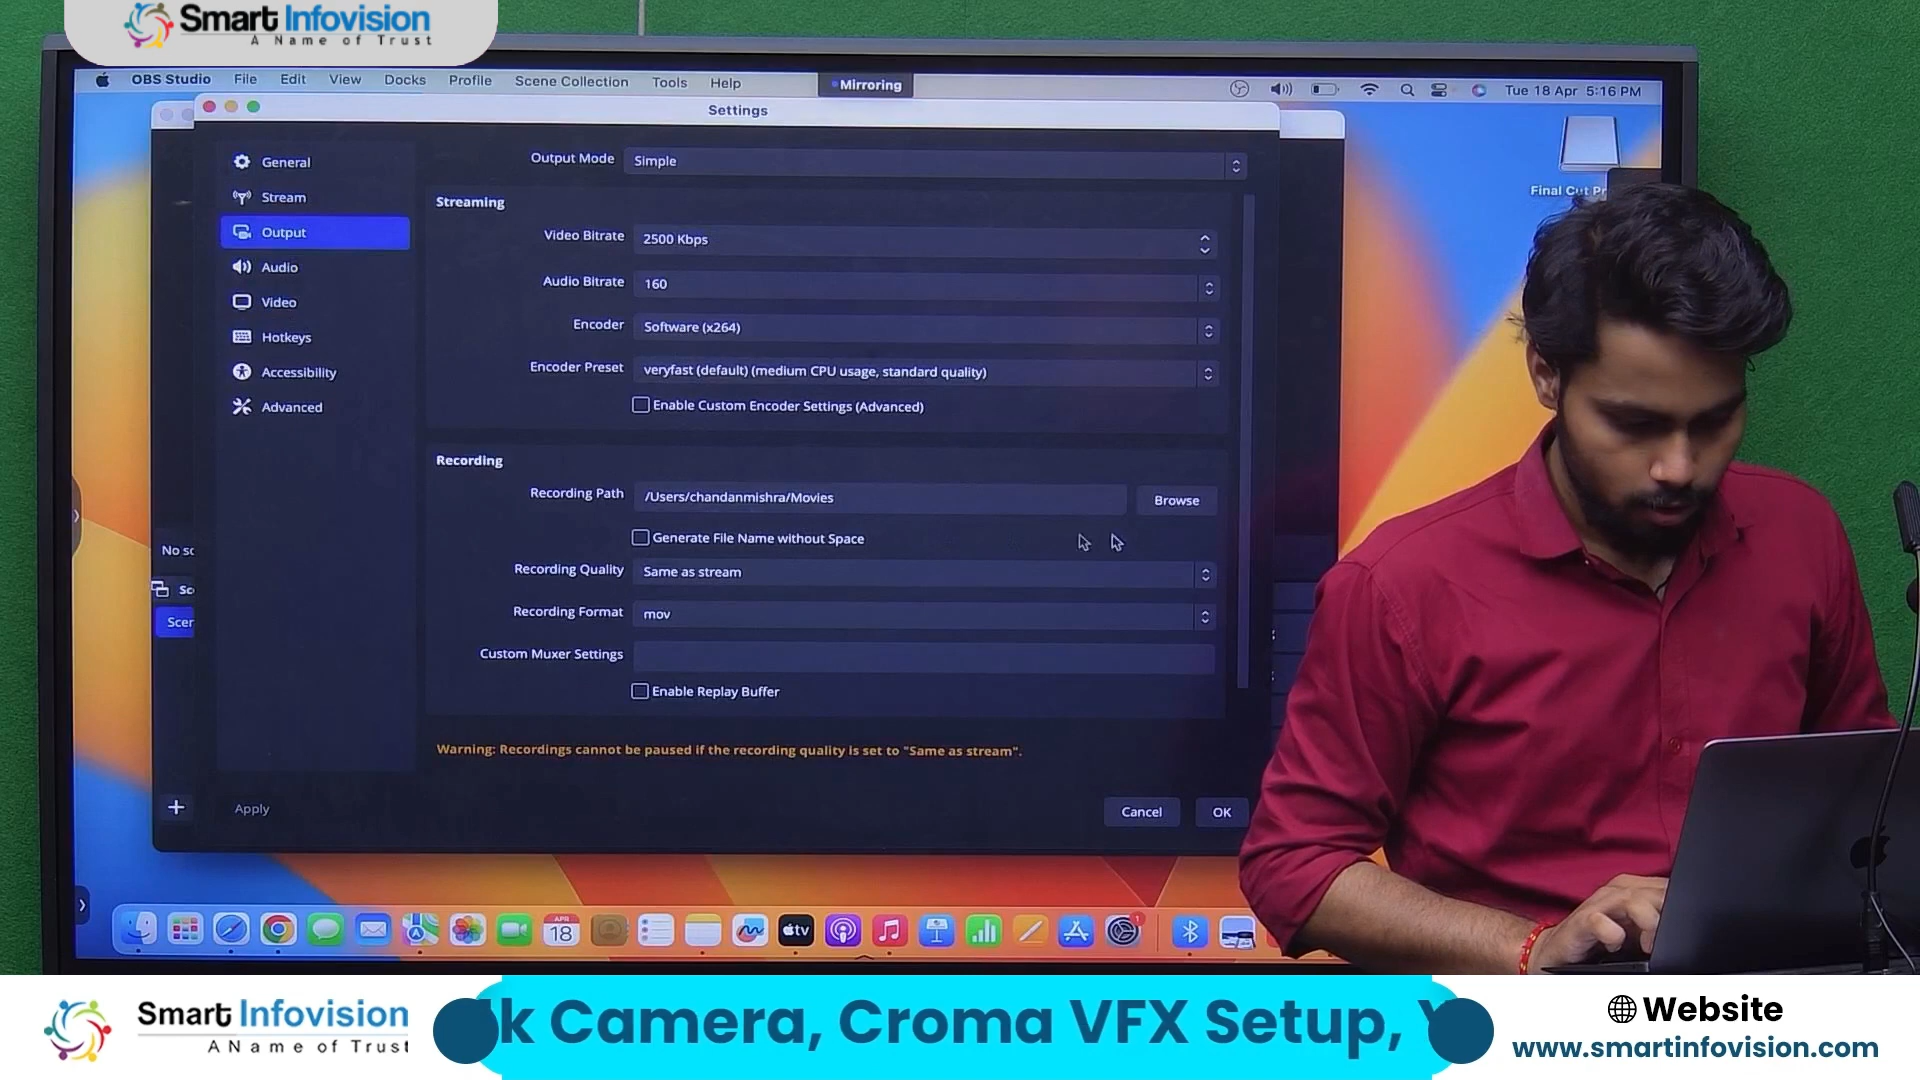 Smart Infovision
A Name of Trust
OBS Studio File Edit View Docks Profile Scene Collection Tools Help
Mirroring
Tue 18 Apr 5:16 PM
Settings
General
Stream
Output
Audio
Video
Hotkeys
Accessibility
Advanced
Output Mode Simple
Streaming
Video Bitrate 2500 Kbps
Audio Bitrate 160
Encoder Software (x264)
Encoder Preset veryfast (default) (medium CPU usage, standard quality)
Enable Custom Encoder Settings (Advanced)
Recording
Recording Path /Users/chandanmishra/Movies Browse
Generate File Name without Space
Recording Quality Same as stream
Recording Format mov
Custom Muxer Settings
Enable Replay Buffer
Warning: Recordings cannot be paused if the recording quality is set to "Same as stream".
Apply
Cancel OK
Final Cut Pr
No sc
Sc
Scer
APR
18
tv
1
Smart Infovision
A Name of Trust
k Camera, Croma VFX Setup, Y
Website
www.smartinfovision.com